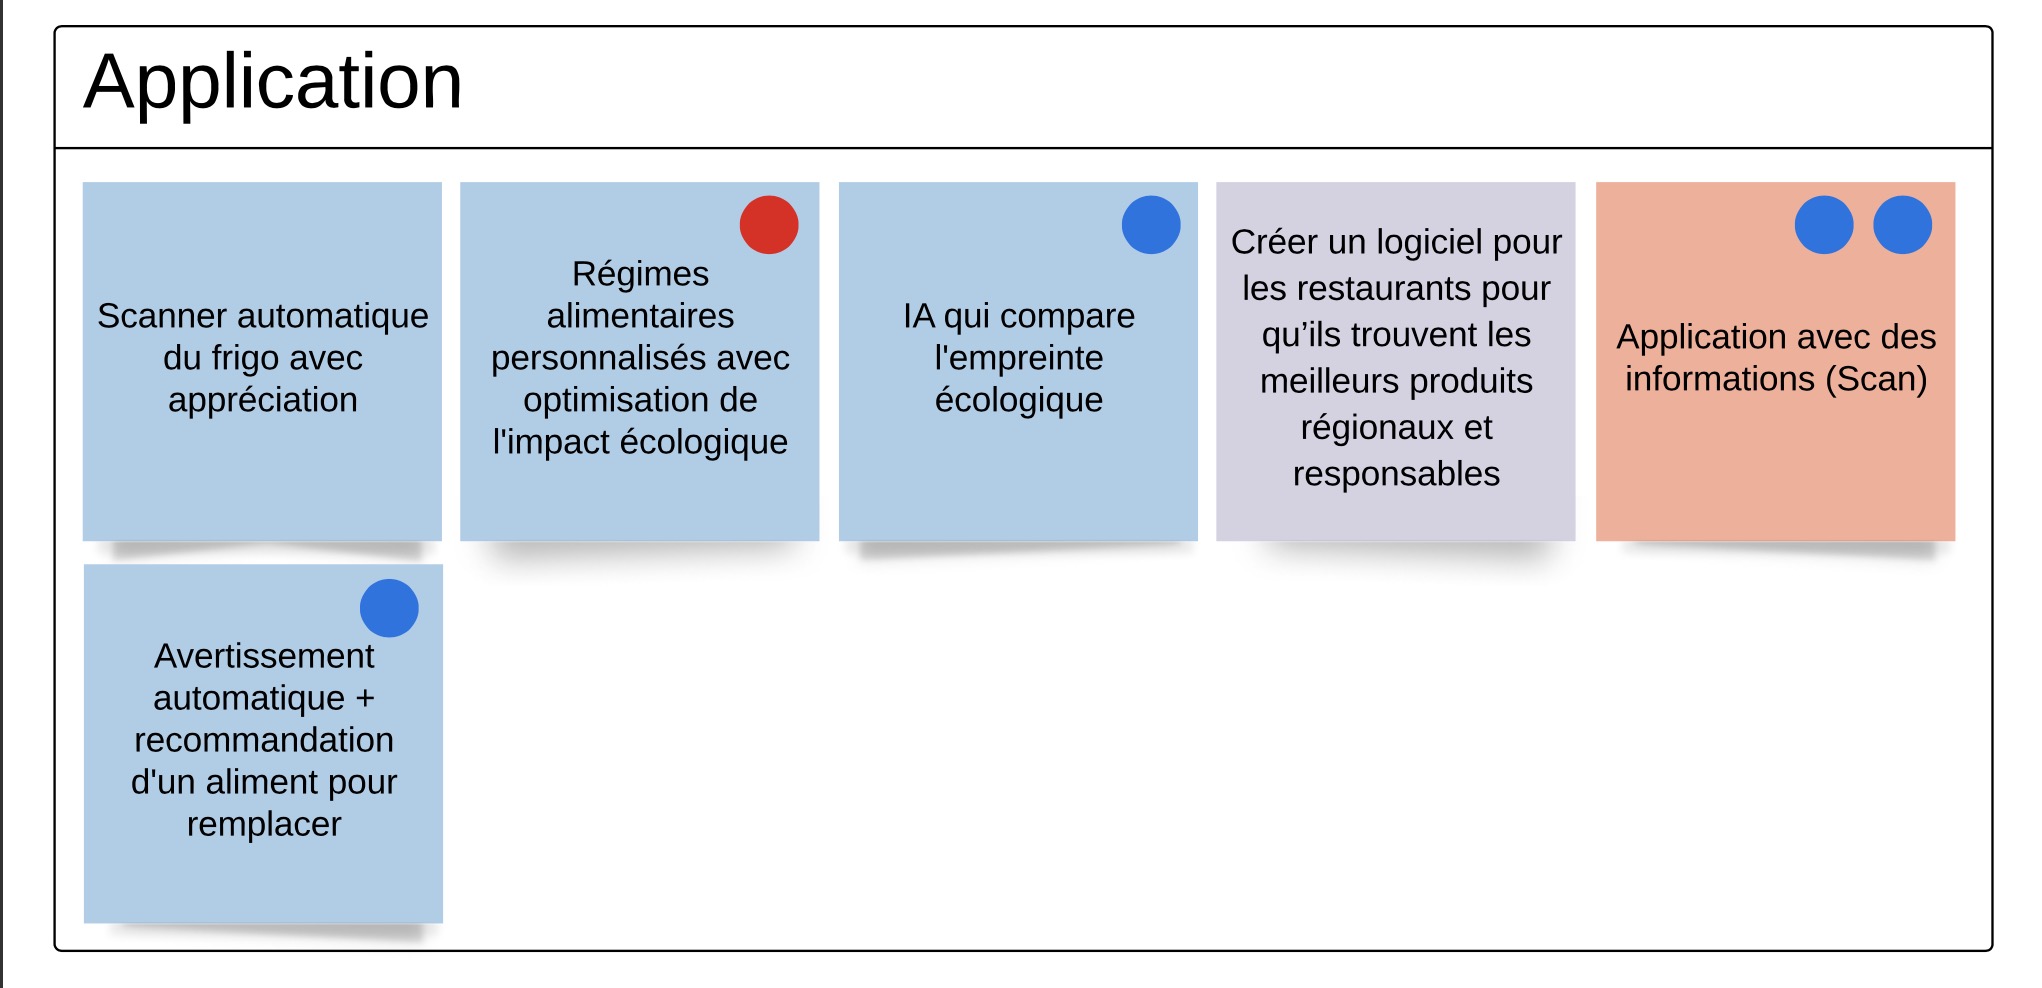 Application
Scanner automatique
du frigo avec
appréciation
Régimes
alimentaires
personnalisés avec
optimisation de
l'impact écologique
IA qui compare
l'empreinte
écologique
Créer un logiciel pour
les restaurants pour
qu’ils trouvent les
meilleurs produits
régionaux et
responsables
Application avec des
informations (Scan)
Avertissement
automatique +
recommandation
d'un aliment pour
remplacer